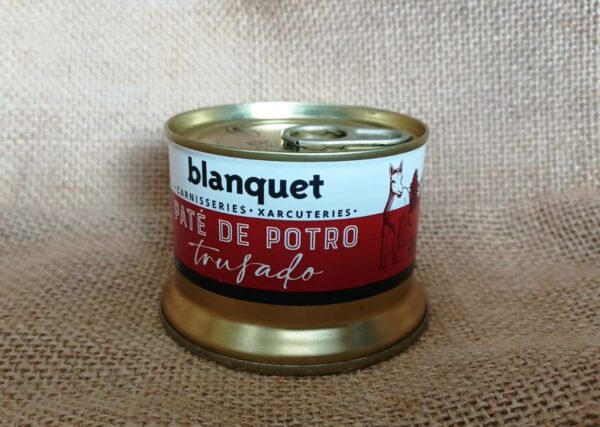 blanquet
• CARNISSERIES • XARCUTERIES •
PATÉ DE POTRO
trufado